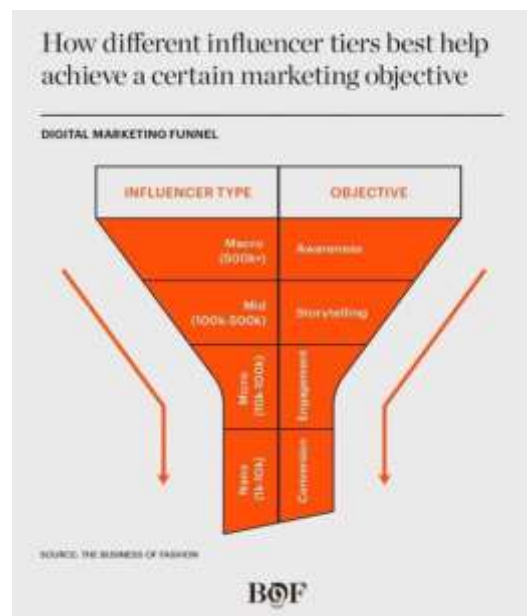 How different influencer tiers best help
achieve a certain marketing objective
DIGITAL MARKETING FUNNEL
INFLUENCER TYPE OBJECTIVE
Macro
(500k+)
Awareness
Mid
(100k-500k)
Storytelling
Micro
(10k-100k)
Engagement
Nano
(1k-10k)
Conversion
SOURCE: THE BUSINESS OF FASHION
BOF